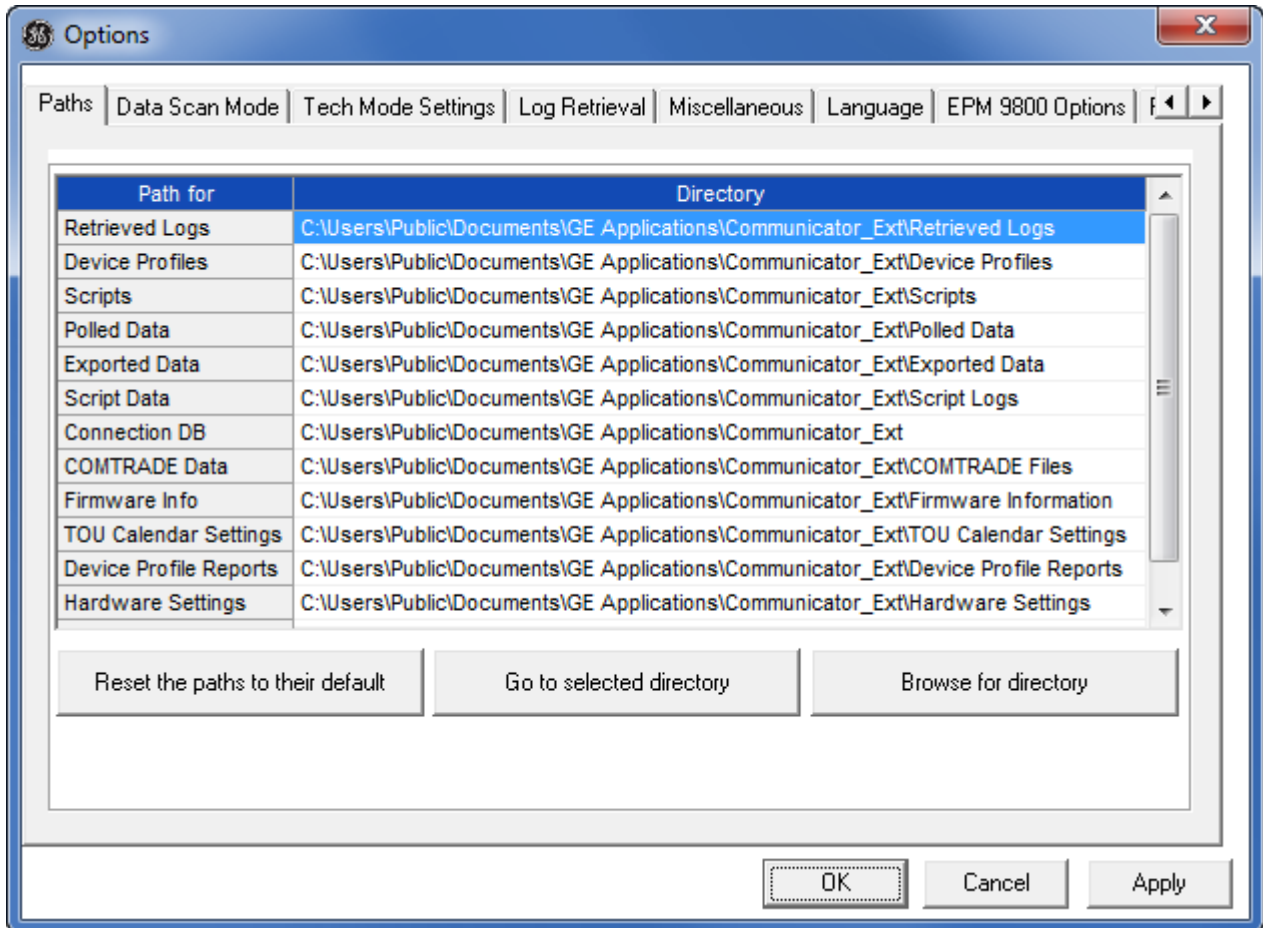 Options
Paths Data Scan Mode Tech Mode Settings Log Retrieval Miscellaneous Language EPM 9800 Options
Path for Directory
Retrieved Logs C:\Users\Public\Documents\GE Applications\Communicator_Ext\Retrieved Logs
Device Profiles C:\Users\Public\Documents\GE Applications\Communicator_Ext\Device Profiles
Scripts C:\Users\Public\Documents\GE Applications\Communicator_Ext\Scripts
Polled Data C:\Users\Public\Documents\GE Applications\Communicator_Ext\Polled Data
Exported Data C:\Users\Public\Documents\GE Applications\Communicator_Ext\Exported Data
Script Data C:\Users\Public\Documents\GE Applications\Communicator_Ext\Script Logs
Connection DB C:\Users\Public\Documents\GE Applications\Communicator_Ext
COMTRADE Data C:\Users\Public\Documents\GE Applications\Communicator_Ext\COMTRADE Files
Firmware Info C:\Users\Public\Documents\GE Applications\Communicator_Ext\Firmware Information
TOU Calendar Settings C:\Users\Public\Documents\GE Applications\Communicator_Ext\TOU Calendar Settings
Device Profile Reports C:\Users\Public\Documents\GE Applications\Communicator_Ext\Device Profile Reports
Hardware Settings C:\Users\Public\Documents\GE Applications\Communicator_Ext\Hardware Settings
Reset the paths to their default Go to selected directory Browse for directory
OK Cancel Apply